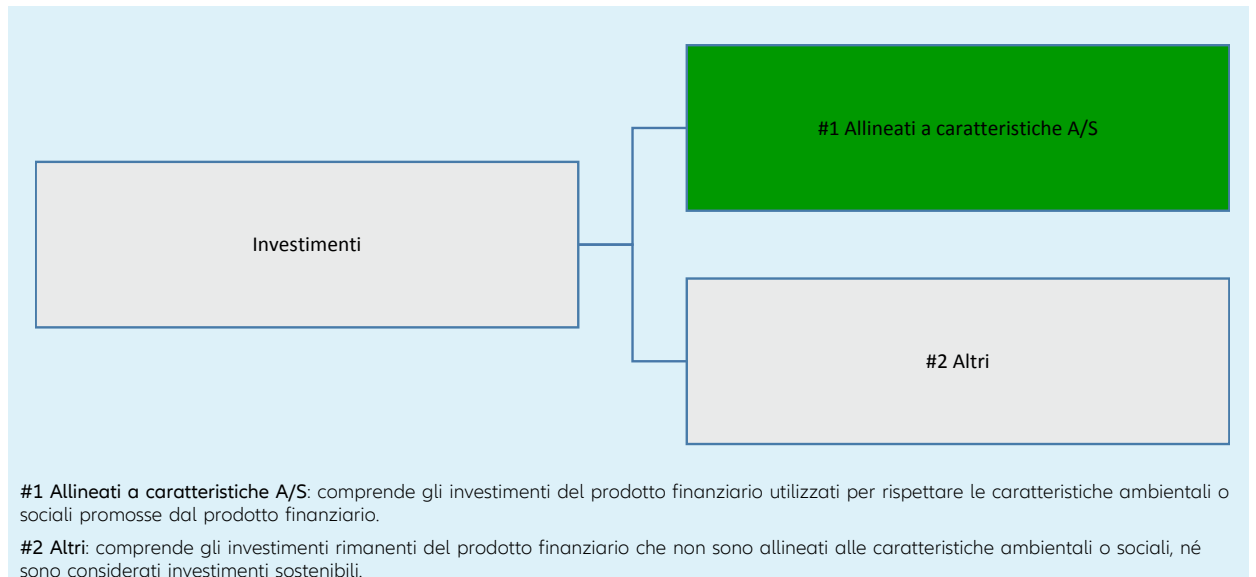 #1 Allineati a caratteristiche A/S
Investimenti
#2 Altri
#1 Allineati a caratteristiche A/S: comprende gli investimenti del prodotto finanziario utilizzati per rispettare le caratteristiche ambientali o
sociali promosse dal prodotto finanziario.
#2 Altri: comprende gli investimenti rimanenti del prodotto finanziario che non sono allineati alle caratteristiche ambientali o sociali, né
sono considerati investimenti sostenibili.